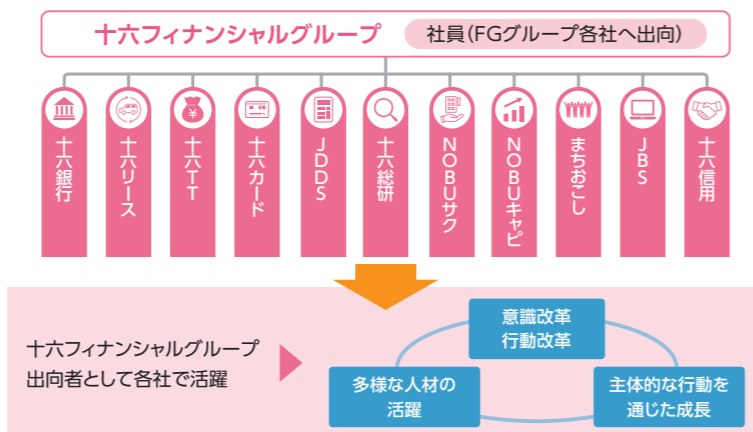 十六フィナンシャルグループ
社員(FGグループ各社へ出向)
¥
十六銀行
十六リース
十六TT
十六カード
JDDS
十六総研
NOBUサク
NOBUキャピ
まちおこし
JBS
十六信用
十六フィナンシャルグループ
出向者として各社で活躍
意識改革
行動改革
多様な人材の
活躍
主体的な行動を
通じた成長